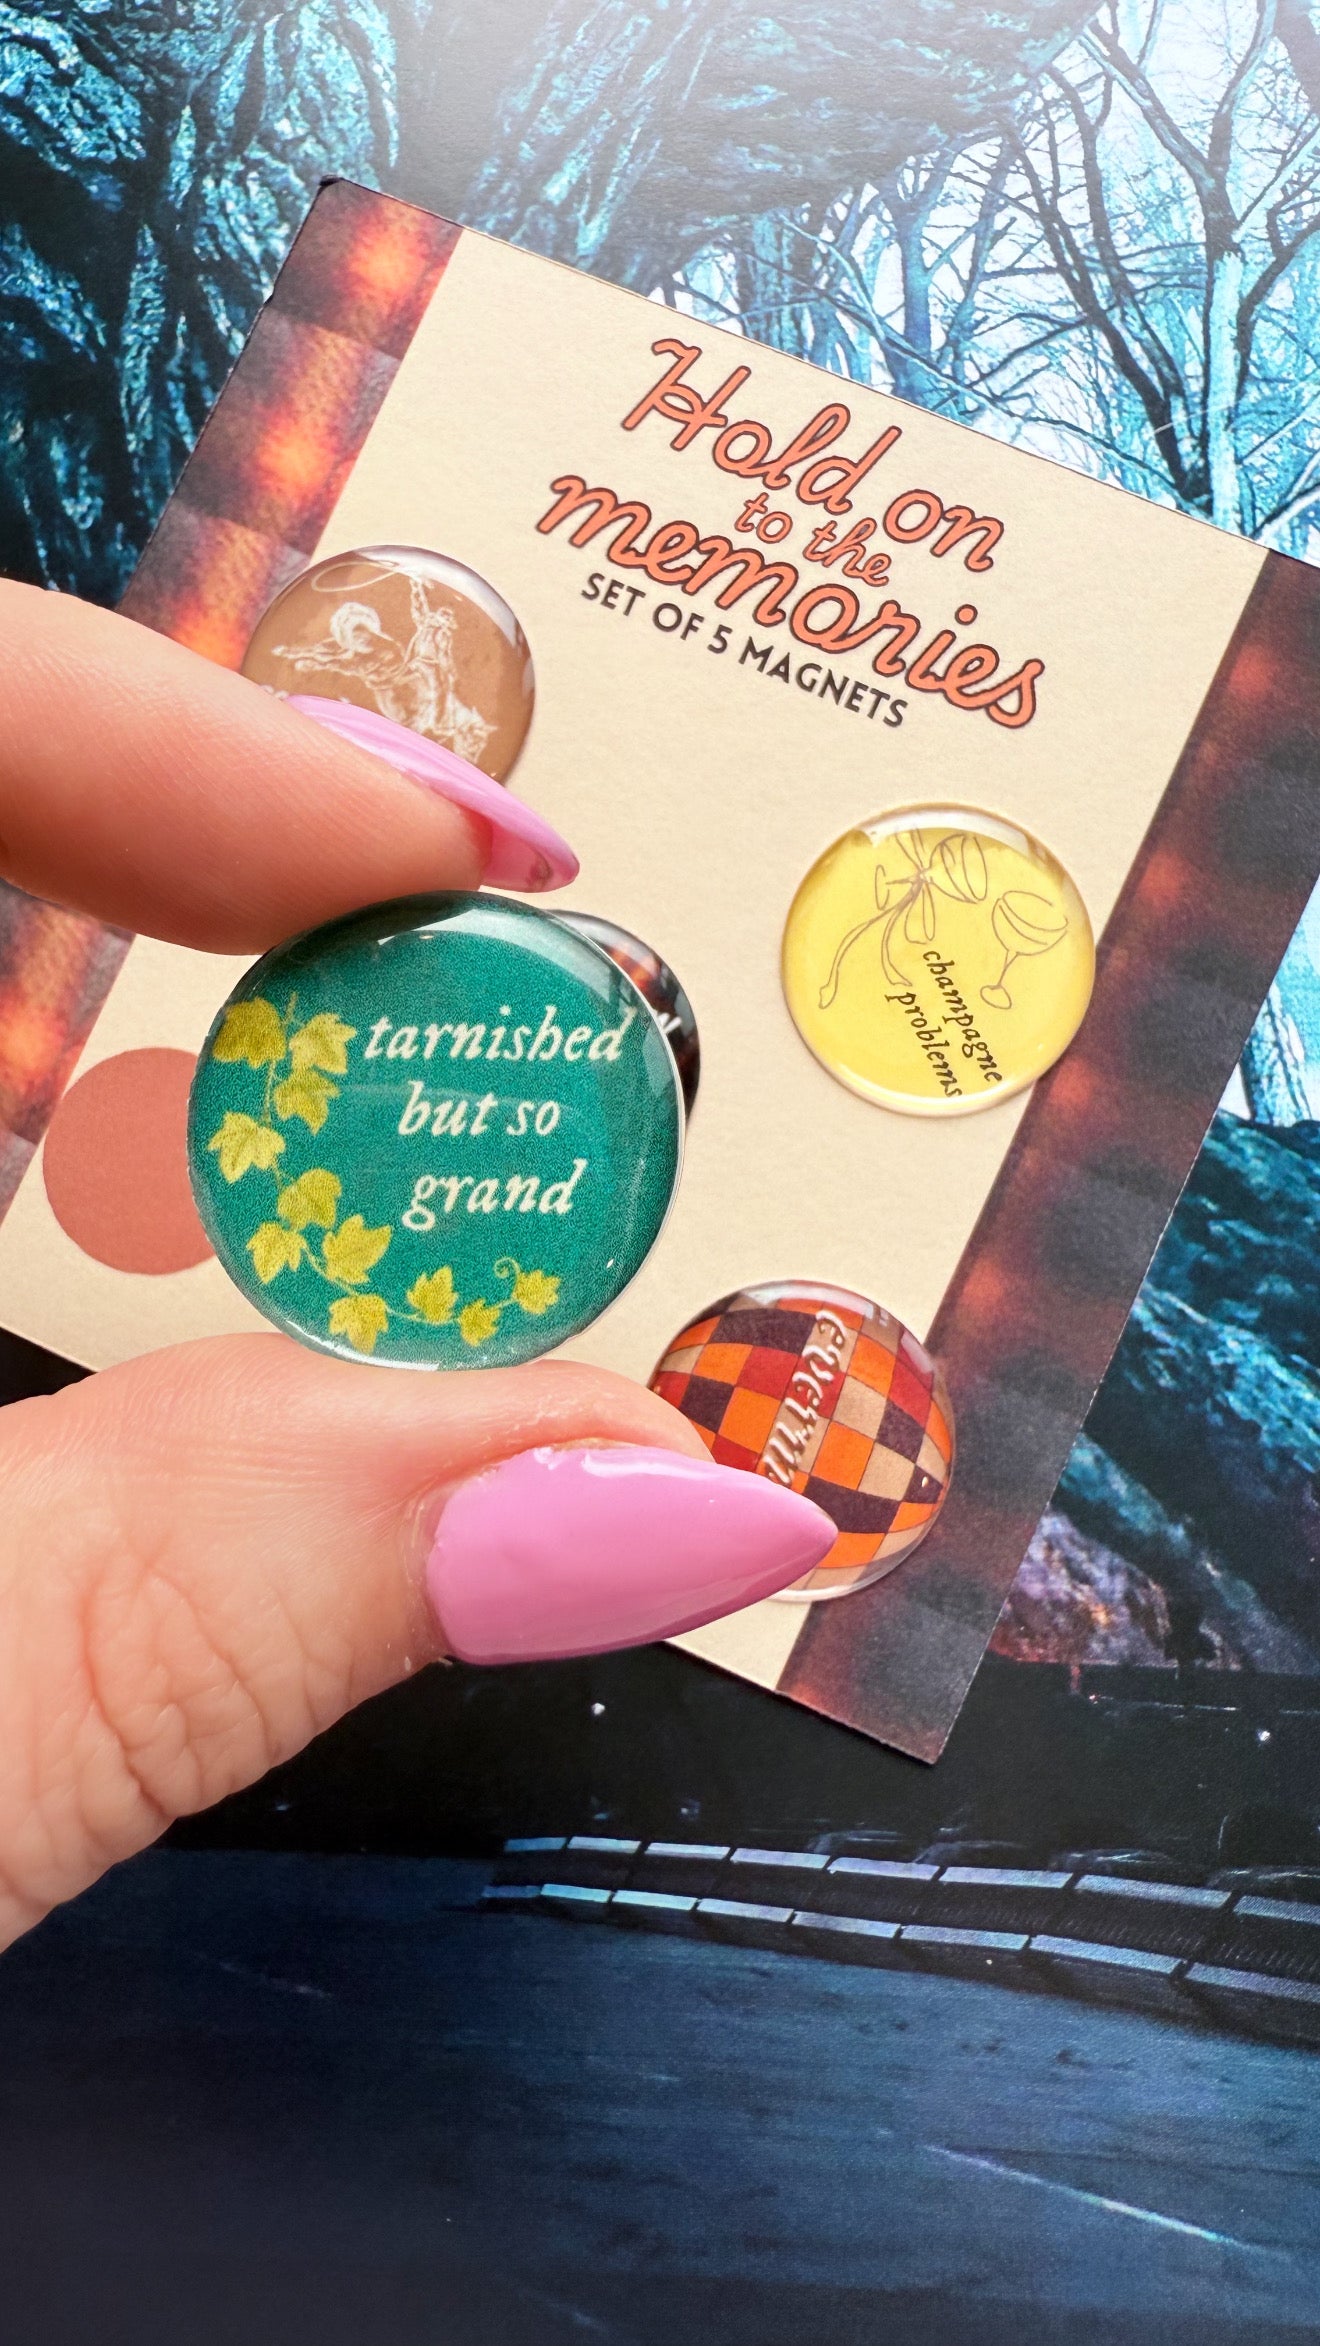 Hold on
to the
memories
SET OF 5 MAGNETS
champagne
problems
tarnished
but so
grand